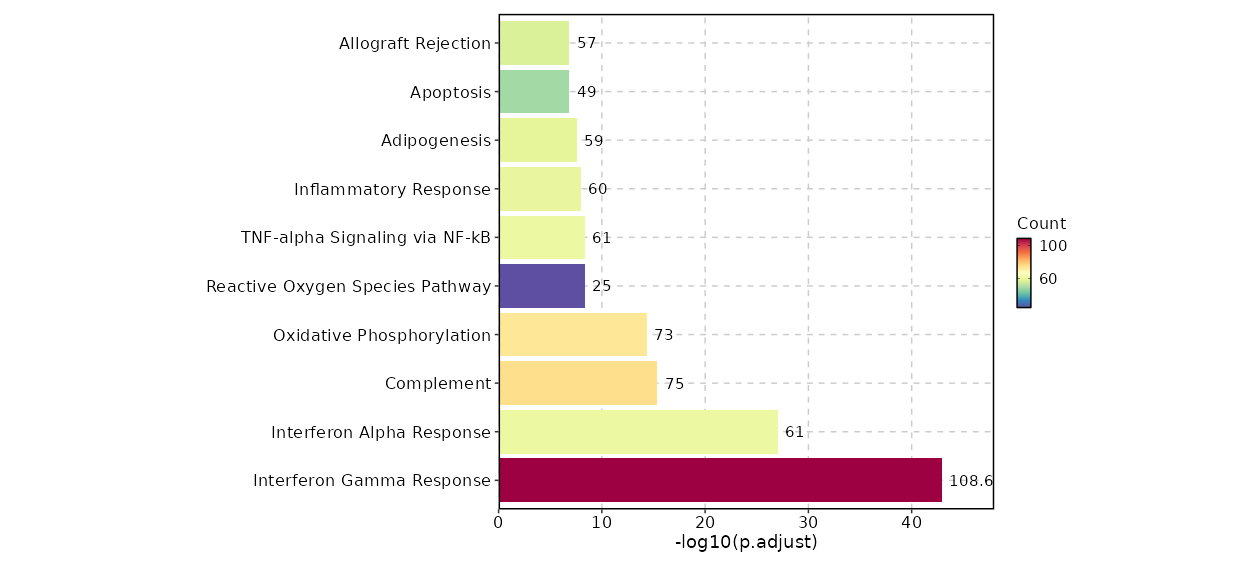 Allograft Rejection 57
Apoptosis 49
Adipogenesis 59
Inflammatory Response 60
TNF-alpha Signaling via NF-kB 61
Reactive Oxygen Species Pathway 25
Oxidative Phosphorylation 73
Complement 75
Interferon Alpha Response 61
Interferon Gamma Response 108.6
0 10 20 30 40
-log10(p.adjust)
Count
100
60